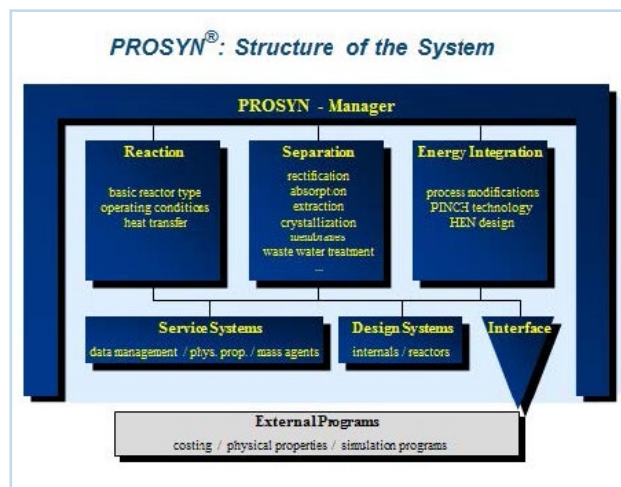 PROSYN®: Structure of the System
PROSYN - Manager
Reaction
basic reactor type
operating conditions
heat transfer
Separation
rectification
absorption
extraction
crystallization
membranes
waste water treatment
...
Energy Integration
process modifications
PINCH technology
HEN design
Service Systems
data management / phys. prop. / mass agents
Design Systems
internals / reactors
Interface
External Programs
costing / physical properties / simulation programs